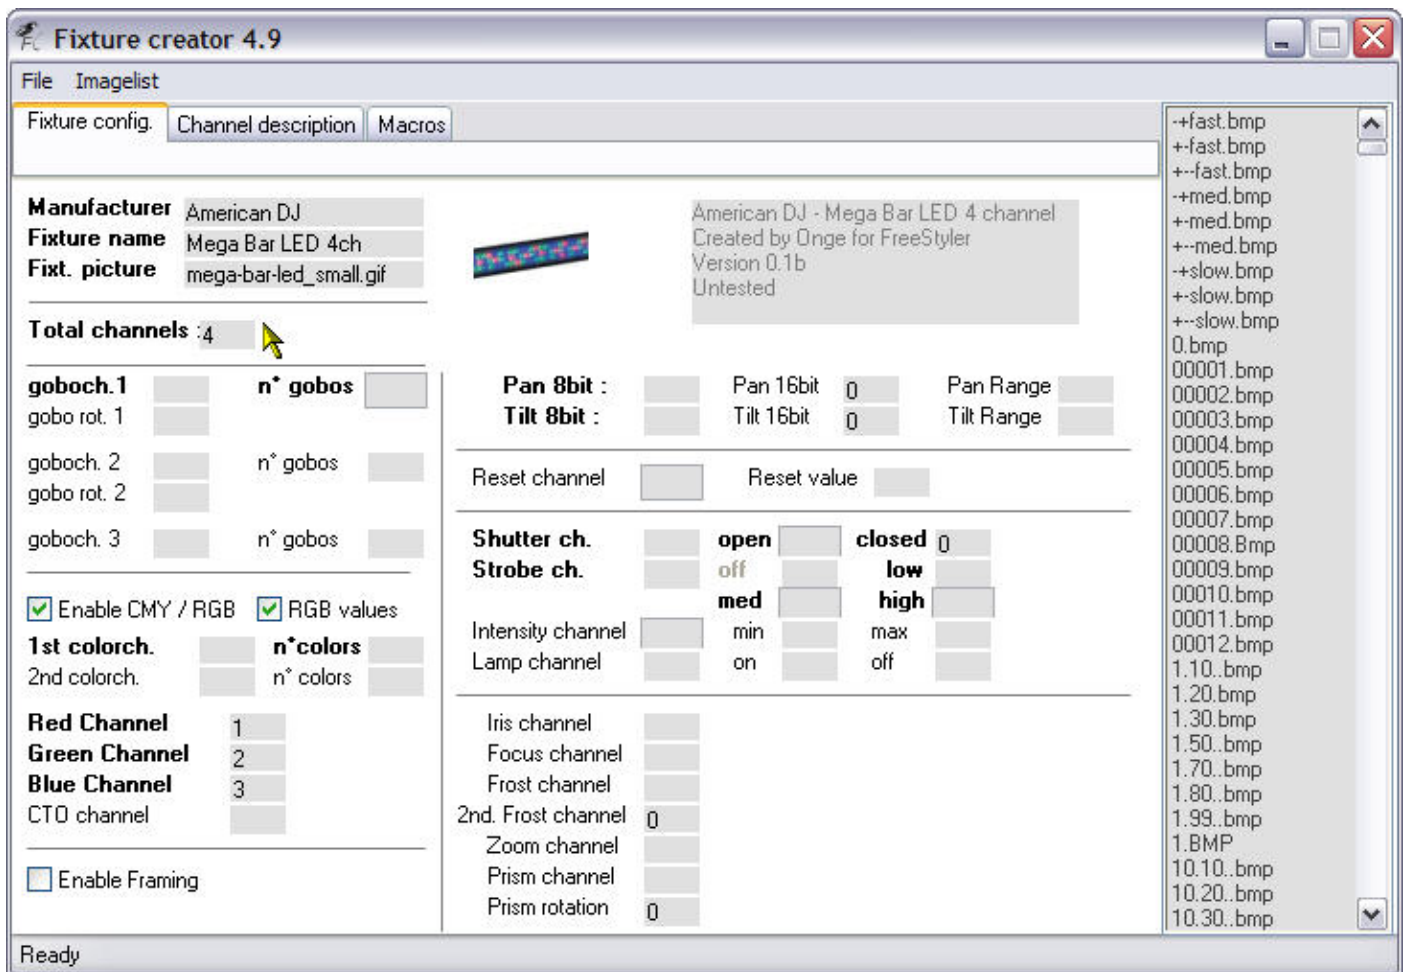 Fixture creator 4.9
File Imagelist
Fixture config. Channel description Macros
Manufacturer American DJ
Fixture name Mega Bar LED 4ch
Fixt. picture mega-bar-led_small.gif
American DJ - Mega Bar LED 4 channel
Created by Onge for FreeStyler
Version 0.1b
Untested
Total channels : 4
goboch.1 n° gobos
gobo rot. 1
goboch. 2 n° gobos
gobo rot. 2
goboch. 3 n° gobos
Enable CMY / RGB RGB values
1st colorch. n°colors
2nd colorch. n° colors
Red Channel 1
Green Channel 2
Blue Channel 3
CTO channel
Enable Framing
Pan 8bit : Pan 16bit 0 Pan Range
Tilt 8bit : Tilt 16bit 0 Tilt Range
Reset channel Reset value
Shutter ch. open closed 0
Strobe ch. off low
med high
Intensity channel min max
Lamp channel on off
Iris channel
Focus channel
Frost channel
2nd. Frost channel 0
Zoom channel
Prism channel
Prism rotation 0
-+fast.bmp
+-fast.bmp
+--fast.bmp
-+med.bmp
+-med.bmp
+--med.bmp
-+slow.bmp
+-slow.bmp
+--slow.bmp
0.bmp
00001.bmp
00002.bmp
00003.bmp
00004.bmp
00005.bmp
00006.bmp
00007.bmp
00008.Bmp
00009.bmp
00010.bmp
00011.bmp
00012.bmp
1.10..bmp
1.20.bmp
1.30.bmp
1.50..bmp
1.70..bmp
1.80..bmp
1.99..bmp
1.BMP
10.10..bmp
10.20..bmp
10.30..bmp
Ready